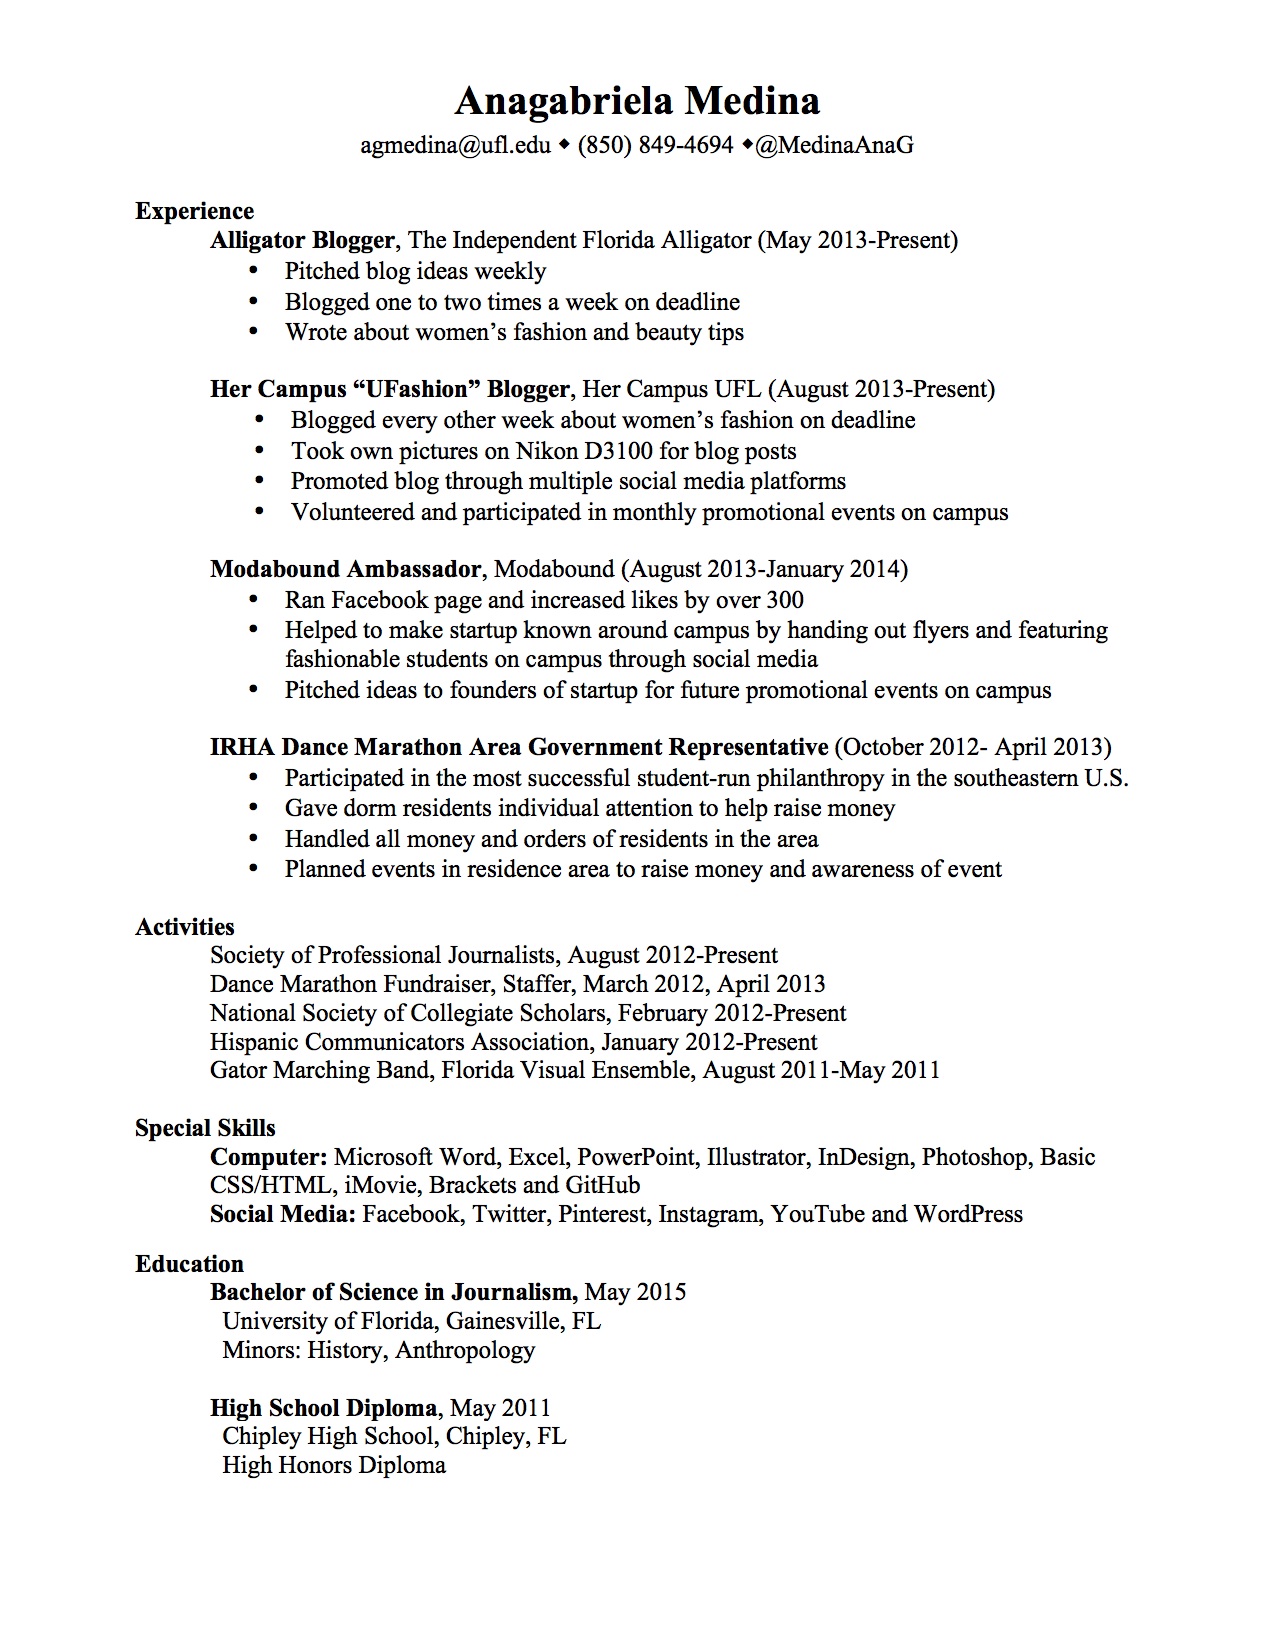 Anagabriela Medina
agmedina@ufl.edu ◆ (850) 849-4694 ◆@MedinaAnaG
Experience
Alligator Blogger, The Independent Florida Alligator (May 2013-Present)
• Pitched blog ideas weekly
• Blogged one to two times a week on deadline
• Wrote about women’s fashion and beauty tips
Her Campus “UFashion” Blogger, Her Campus UFL (August 2013-Present)
• Blogged every other week about women’s fashion on deadline
• Took own pictures on Nikon D3100 for blog posts
• Promoted blog through multiple social media platforms
• Volunteered and participated in monthly promotional events on campus
Modabound Ambassador, Modabound (August 2013-January 2014)
• Ran Facebook page and increased likes by over 300
• Helped to make startup known around campus by handing out flyers and featuring
fashionable students on campus through social media
• Pitched ideas to founders of startup for future promotional events on campus
IRHA Dance Marathon Area Government Representative (October 2012- April 2013)
• Participated in the most successful student-run philanthropy in the southeastern U.S.
• Gave dorm residents individual attention to help raise money
• Handled all money and orders of residents in the area
• Planned events in residence area to raise money and awareness of event
Activities
Society of Professional Journalists, August 2012-Present
Dance Marathon Fundraiser, Staffer, March 2012, April 2013
National Society of Collegiate Scholars, February 2012-Present
Hispanic Communicators Association, January 2012-Present
Gator Marching Band, Florida Visual Ensemble, August 2011-May 2011
Special Skills
Computer: Microsoft Word, Excel, PowerPoint, Illustrator, InDesign, Photoshop, Basic
CSS/HTML, iMovie, Brackets and GitHub
Social Media: Facebook, Twitter, Pinterest, Instagram, YouTube and WordPress
Education
Bachelor of Science in Journalism, May 2015
University of Florida, Gainesville, FL
Minors: History, Anthropology
High School Diploma, May 2011
Chipley High School, Chipley, FL
High Honors Diploma